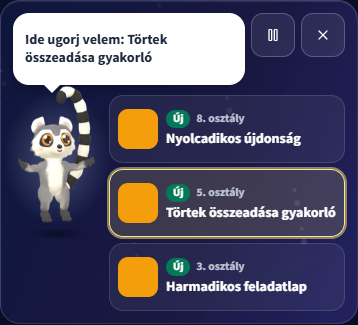 Ide ugorj velem: Törtek
összeadása gyakorló
Új 8. osztály
Nyolcadikos újdonság
Új 5. osztály
Törtek összeadása gyakorló
Új 3. osztály
Harmadikos feladatlap